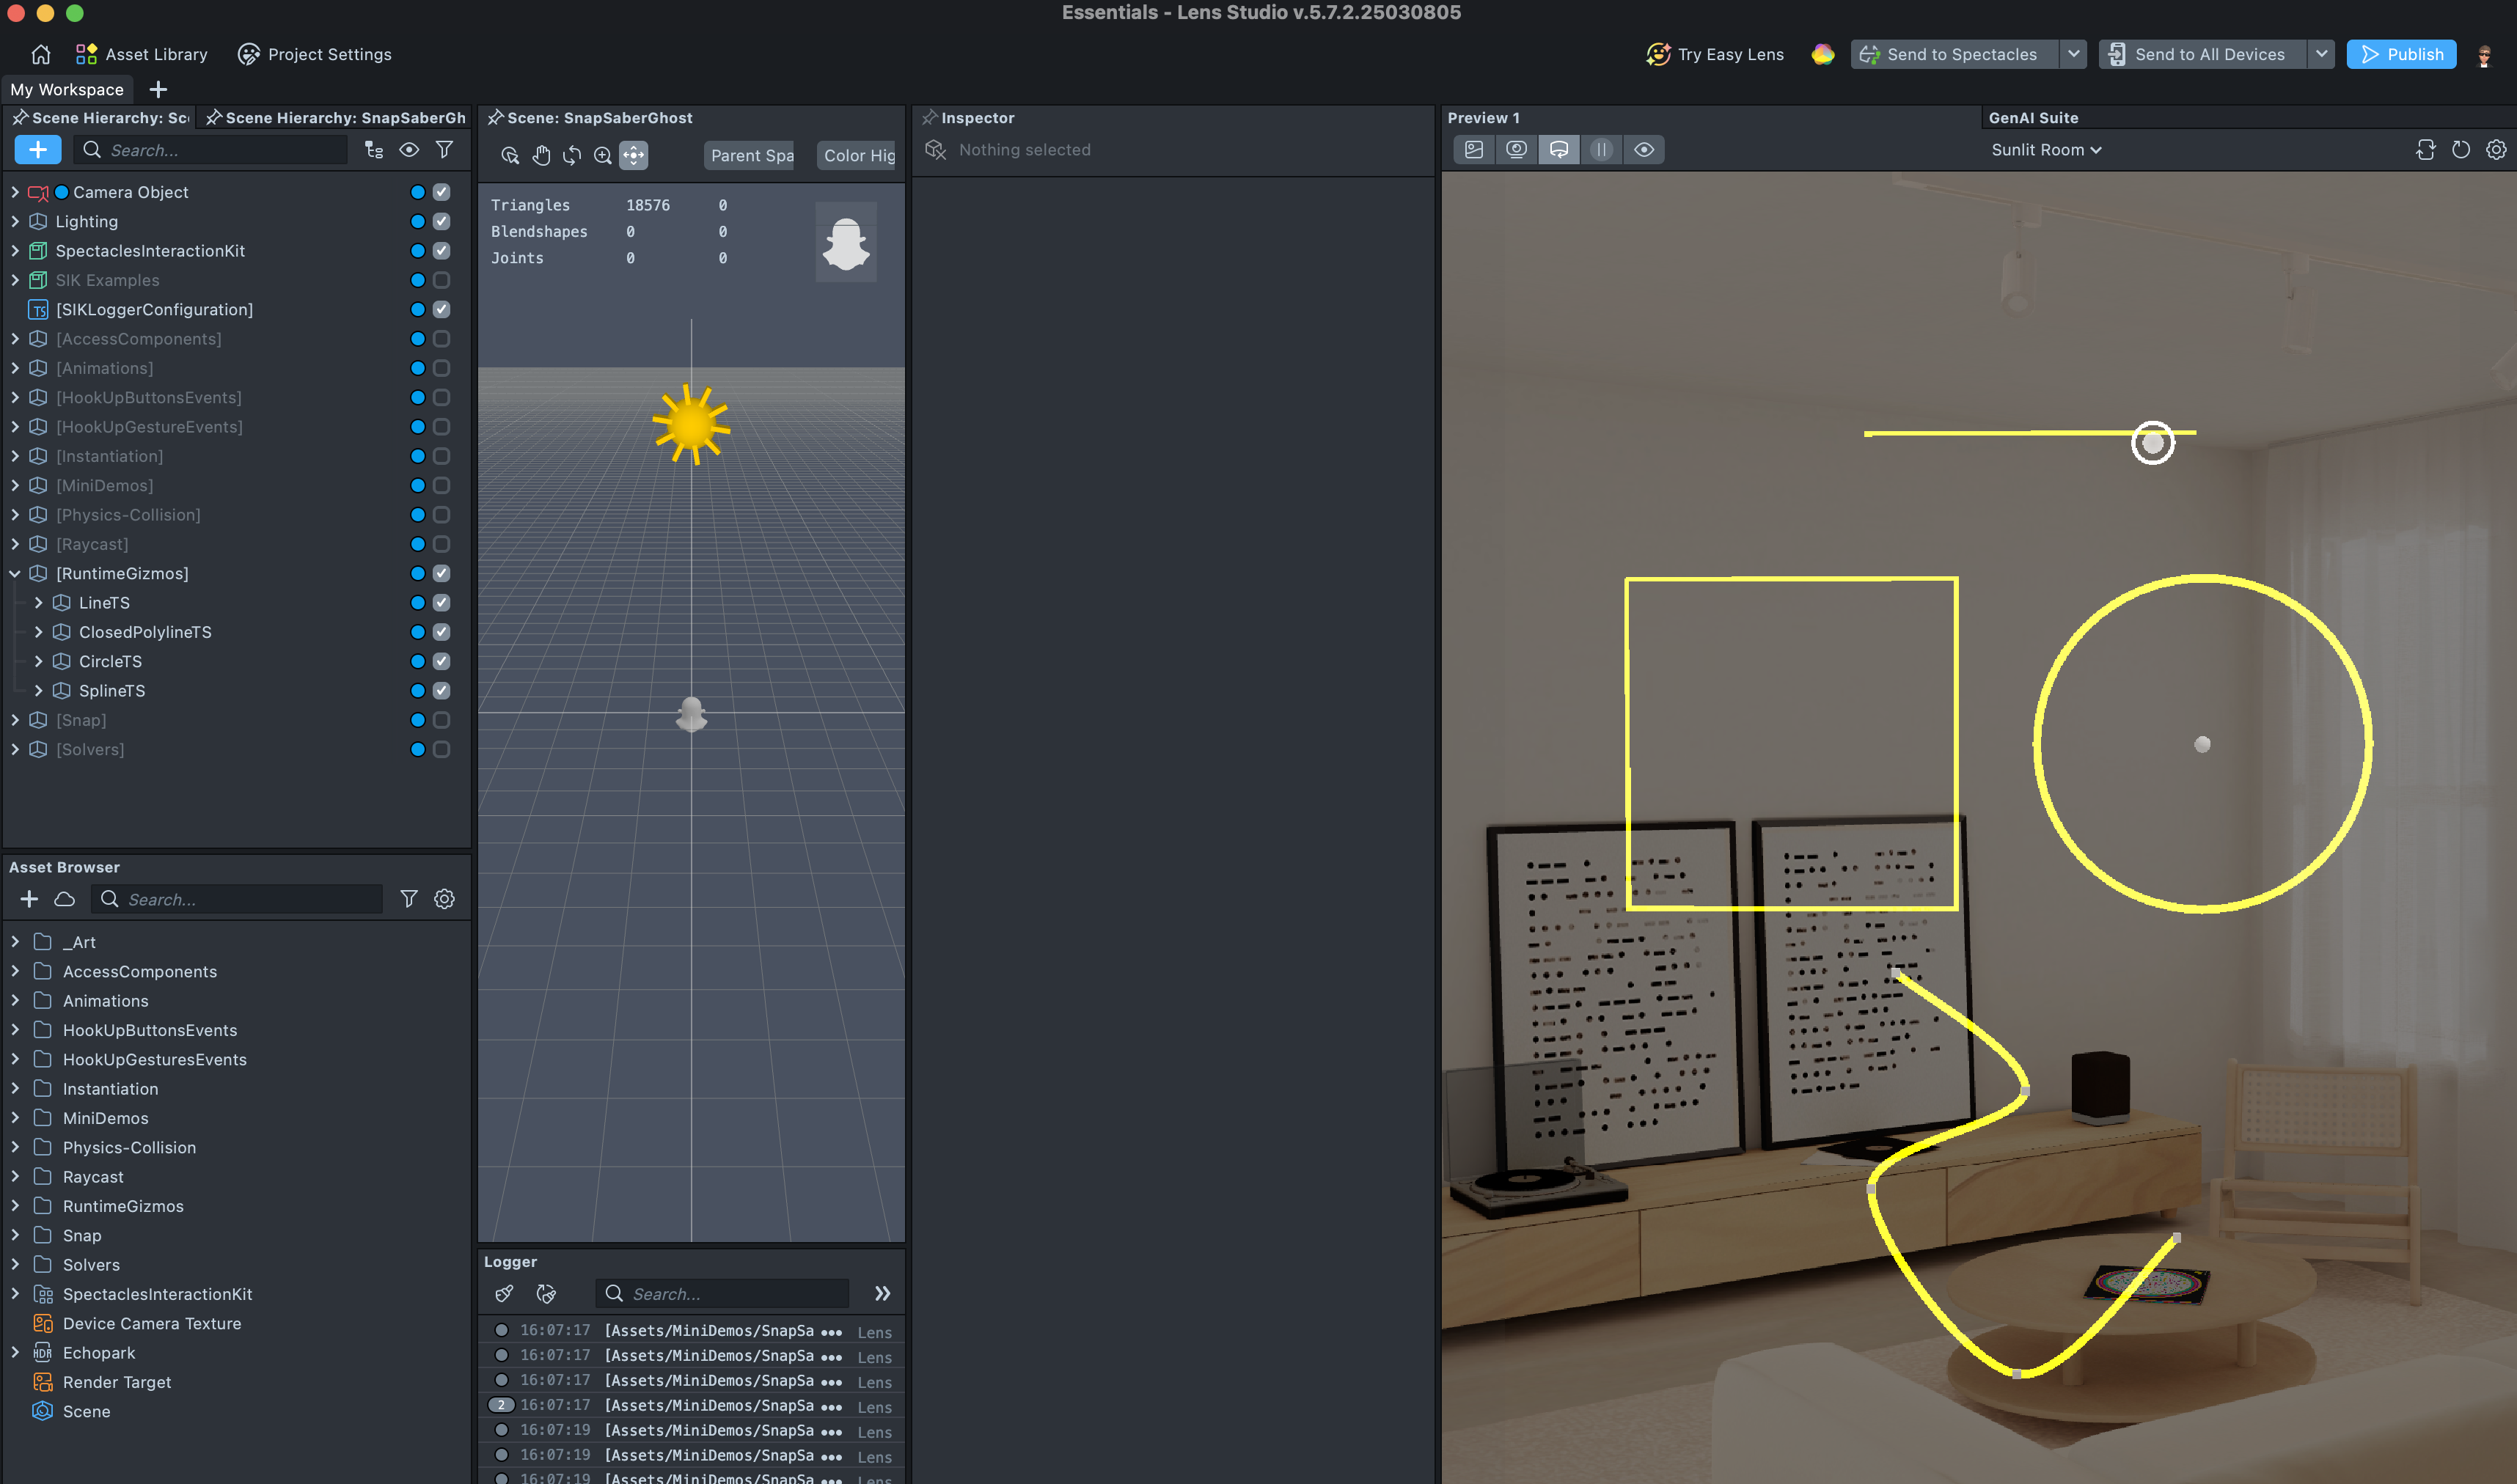 Essentials - Lens Studio v.5.7.2.25030805
Asset Library
Project Settings
Try Easy Lens
Send to Spectacles
Send to All Devices
Publish
My Workspace
Scene Hierarchy: Sc
Scene Hierarchy: SnapSaberGh
Search...
Camera Object
Lighting
SpectaclesInteractionKit
SIK Examples
TS [SIKLoggerConfiguration]
[AccessComponents]
[Animations]
[HookUpButtonsEvents]
[HookUpGestureEvents]
[Instantiation]
[MiniDemos]
[Physics-Collision]
[Raycast]
[RuntimeGizmos]
LineTS
ClosedPolylineTS
CircleTS
SplineTS
[Snap]
[Solvers]
Asset Browser
Search...
_Art
AccessComponents
Animations
HookUpButtonsEvents
HookUpGesturesEvents
Instantiation
MiniDemos
Physics-Collision
Raycast
RuntimeGizmos
Snap
Solvers
SpectaclesInteractionKit
Device Camera Texture
HDR Echopark
Render Target
Scene
Scene: SnapSaberGhost
Parent Spa
Color Hig
Triangles 18576 0
Blendshapes 0 0
Joints 0 0
Logger
Search...
16:07:17 [Assets/MiniDemos/SnapSa ••• Lens
16:07:17 [Assets/MiniDemos/SnapSa ••• Lens
16:07:17 [Assets/MiniDemos/SnapSa ••• Lens
2 16:07:17 [Assets/MiniDemos/SnapSa ••• Lens
16:07:19 [Assets/MiniDemos/SnapSa ••• Lens
16:07:19 [Assets/MiniDemos/SnapSa ••• Lens
16:07:19 [Assets/MiniDemos/SnapSa ••• Lens
Inspector
Nothing selected
Preview 1
GenAI Suite
Sunlit Room